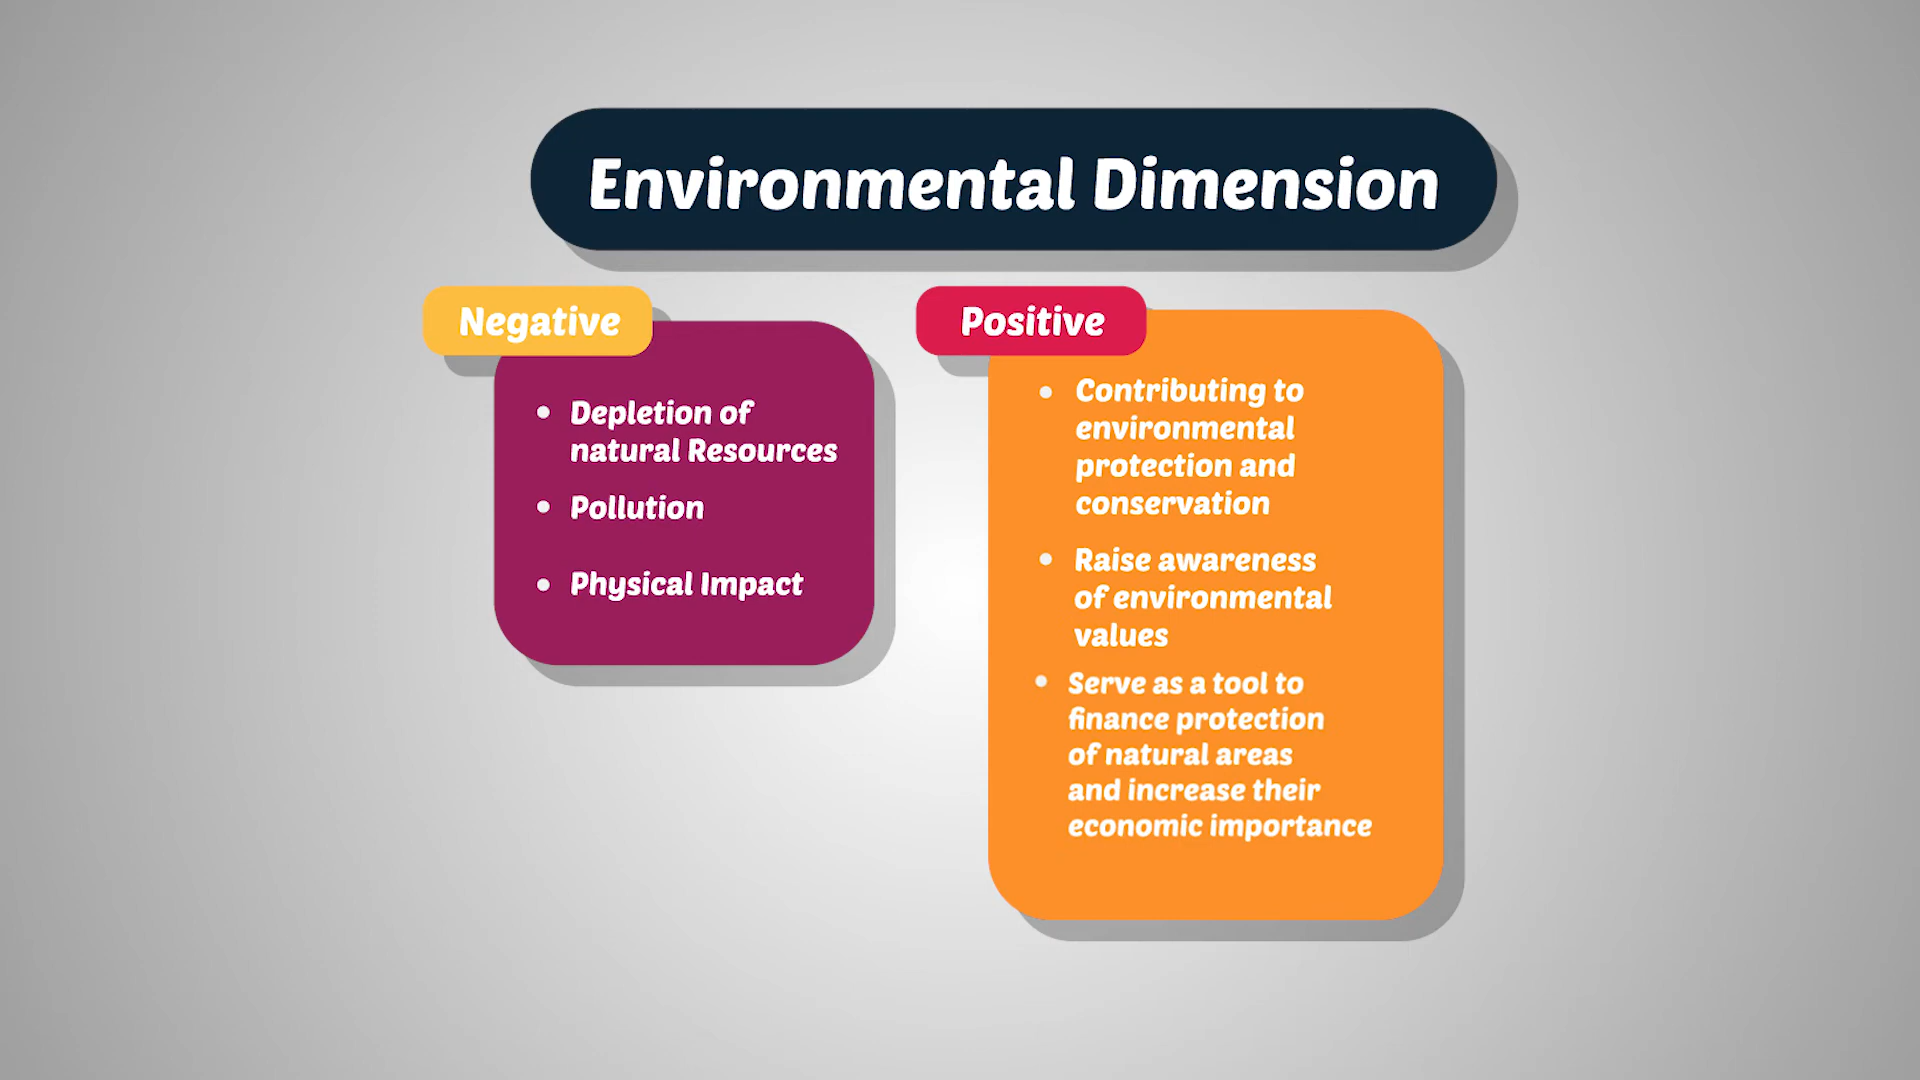 Environmental Dimension
Negative
• Depletion of
natural Resources
• Pollution
• Physical Impact
Positive
• Contributing to
environmental
protection and
conservation
• Raise awareness
of environmental
values
• Serve as a tool to
finance protection
of natural areas
and increase their
economic importance